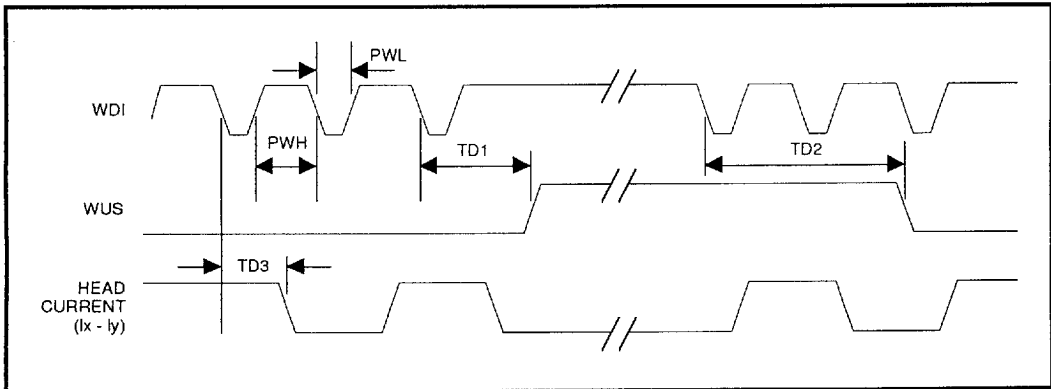 PWL
WDI
PWH
TD1
TD2
WUS
TD3
HEAD
CURRENT
(Ix - Iy)